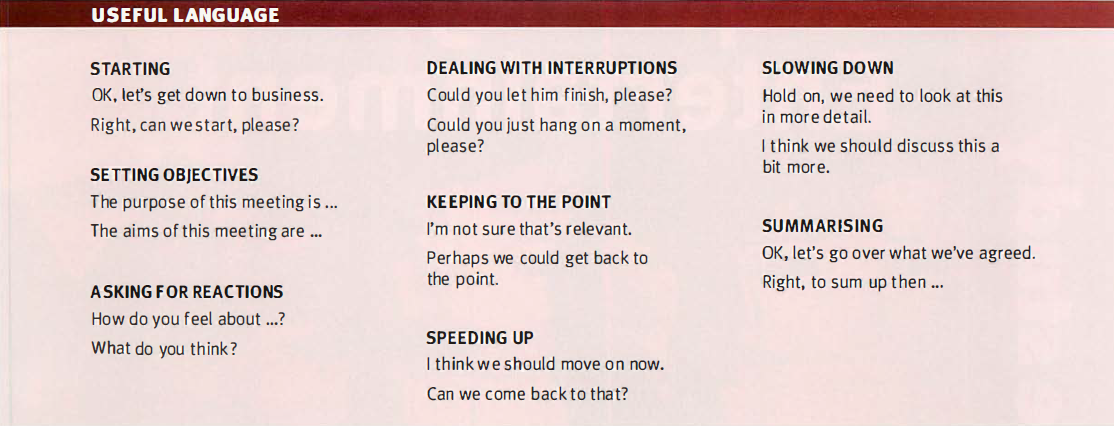 USEFUL LANGUAGE
STARTING
OK, let's get down to business.
Right, can we start, please?
SETTING OBJECTIVES
The purpose of this meeting is ...
The aims of this meeting are ...
ASKING FOR REACTIONS
How do you feel about ...?
What do you think?
DEALING WITH INTERRUPTIONS
Could you let him finish, please?
Could you just hang on a moment,
please?
KEEPING TO THE POINT
I'm not sure that's relevant.
Perhaps we could get back to
the point.
SPEEDING UP
I think we should move on now.
Can we come back to that?
SLOWING DOWN
Hold on, we need to look at this
in more detail.
I think we should discuss this a
bit more.
SUMMARISING
OK, let's go over what we've agreed.
Right, to sum up then ...